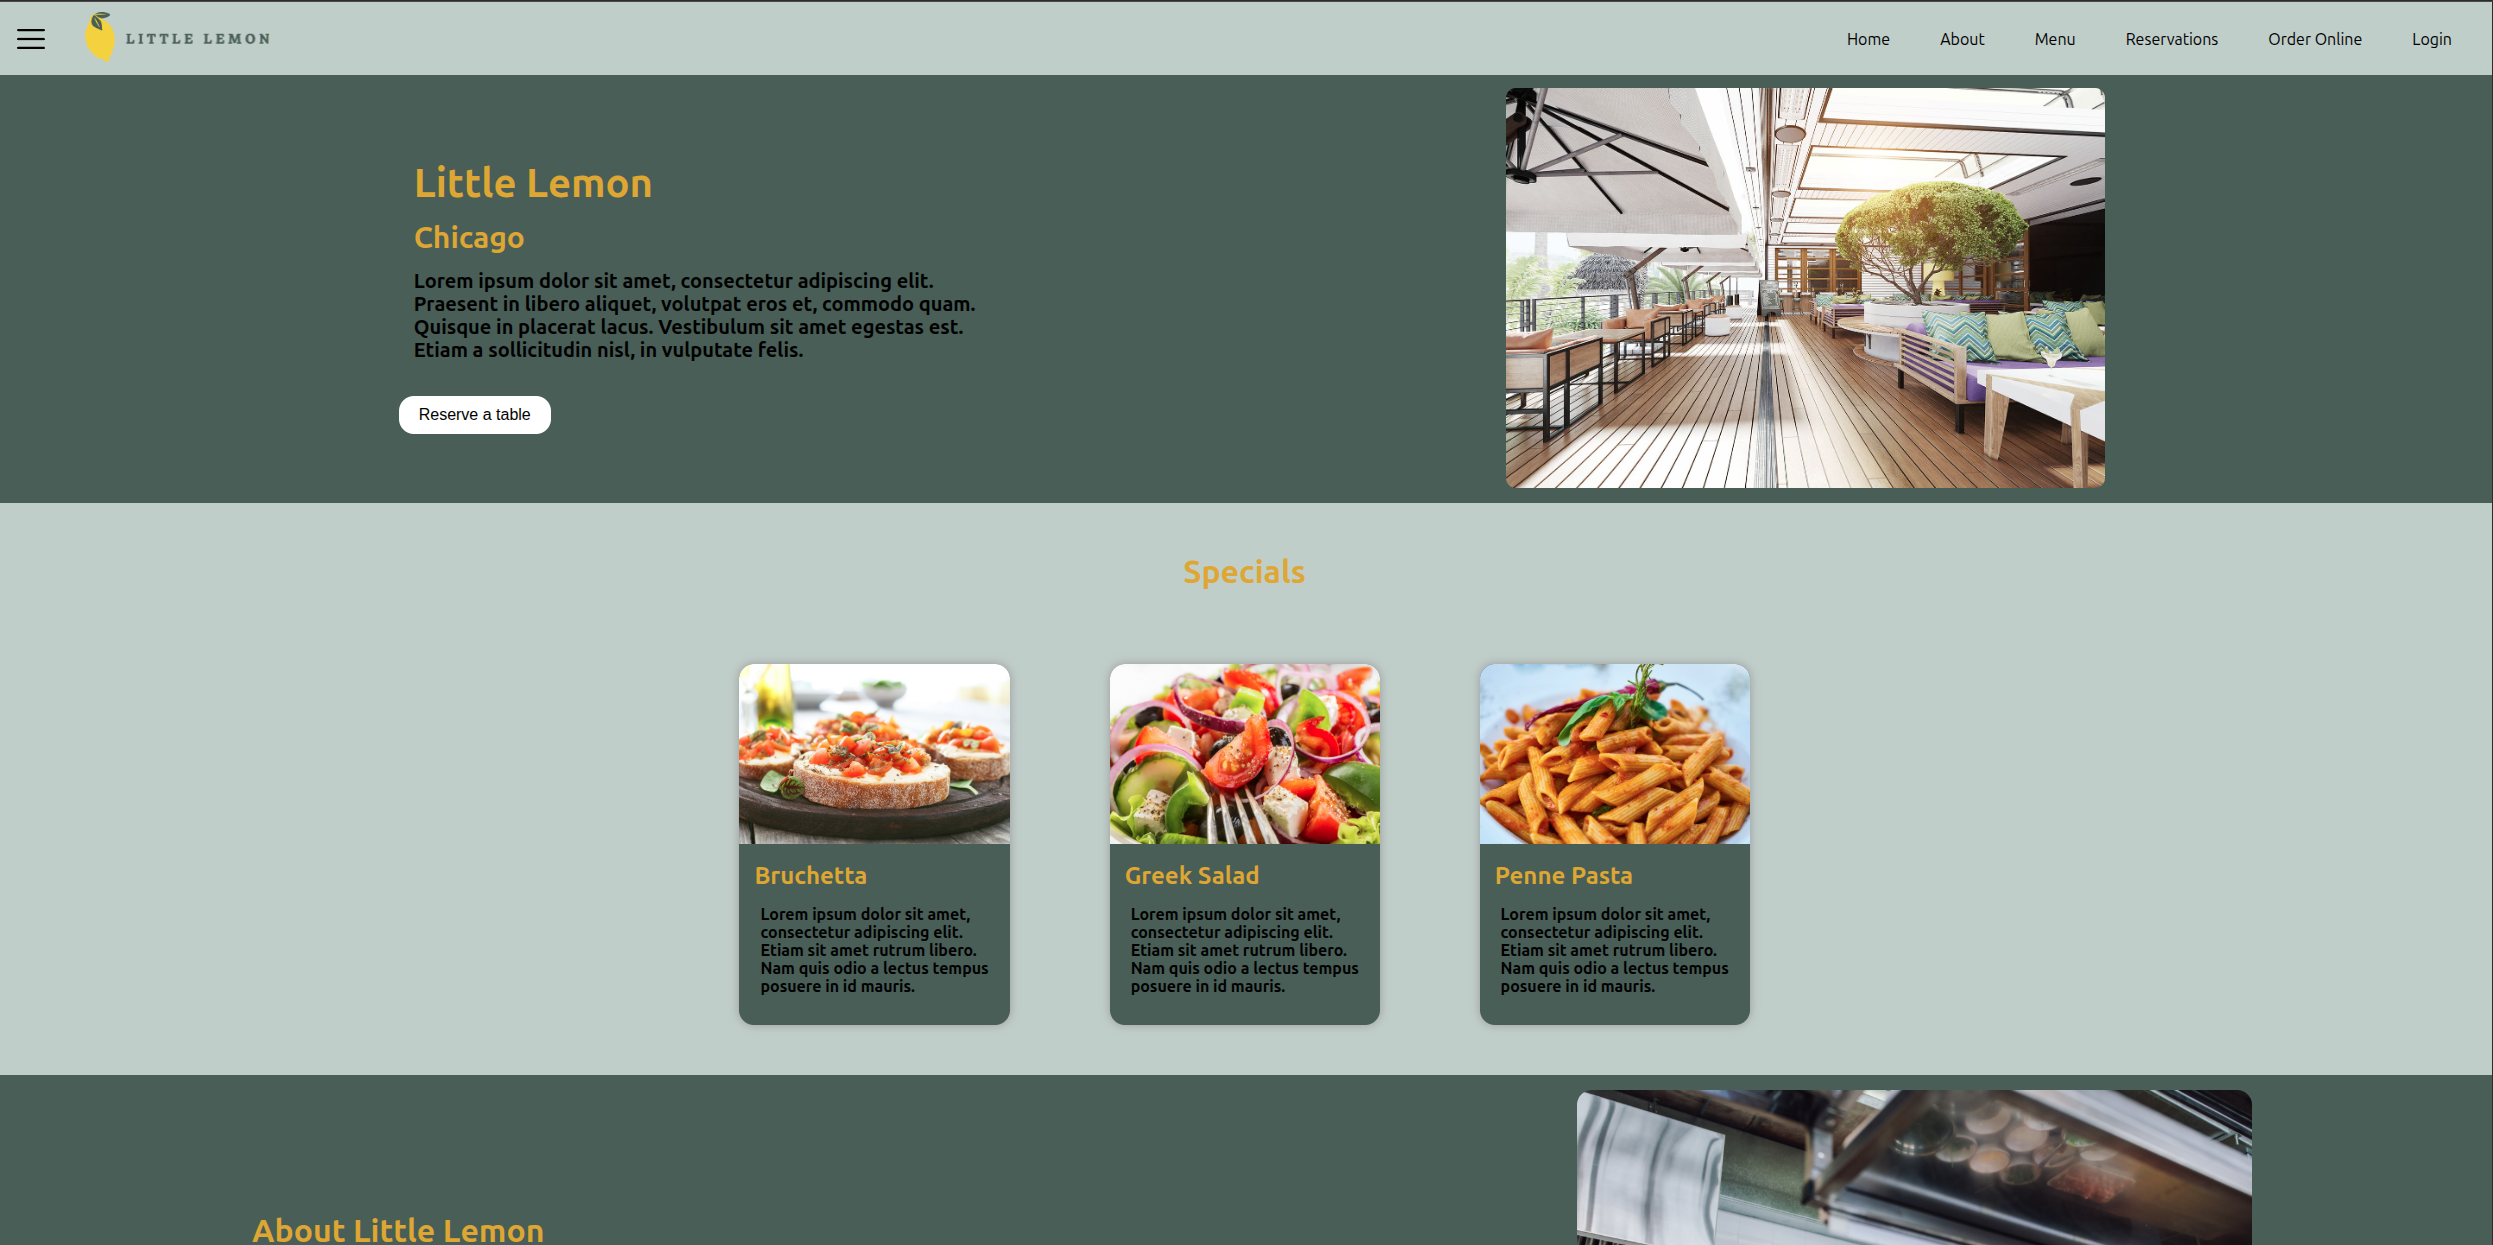 LITTLE LEMON
Home About Menu Reservations Order Online Login
Little Lemon
Chicago
Lorem ipsum dolor sit amet, consectetur adipiscing elit.
Praesent in libero aliquet, volutpat eros et, commodo quam.
Quisque in placerat lacus. Vestibulum sit amet egestas est.
Etiam a sollicitudin nisl, in vulputate felis.
Reserve a table
Specials
Bruchetta
Lorem ipsum dolor sit amet,
consectetur adipiscing elit.
Etiam sit amet rutrum libero.
Nam quis odio a lectus tempus
posuere in id mauris.
Greek Salad
Lorem ipsum dolor sit amet,
consectetur adipiscing elit.
Etiam sit amet rutrum libero.
Nam quis odio a lectus tempus
posuere in id mauris.
Penne Pasta
Lorem ipsum dolor sit amet,
consectetur adipiscing elit.
Etiam sit amet rutrum libero.
Nam quis odio a lectus tempus
posuere in id mauris.
About Little Lemon